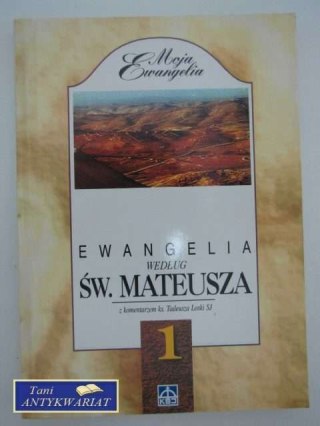 Moja
Ewangelia
EWANGELIA
WEDŁUG
ŚW. MATEUSZA
z komentarzem ks. Tadeusza Loski SJ
1
Tani
ANTYKWARIAT